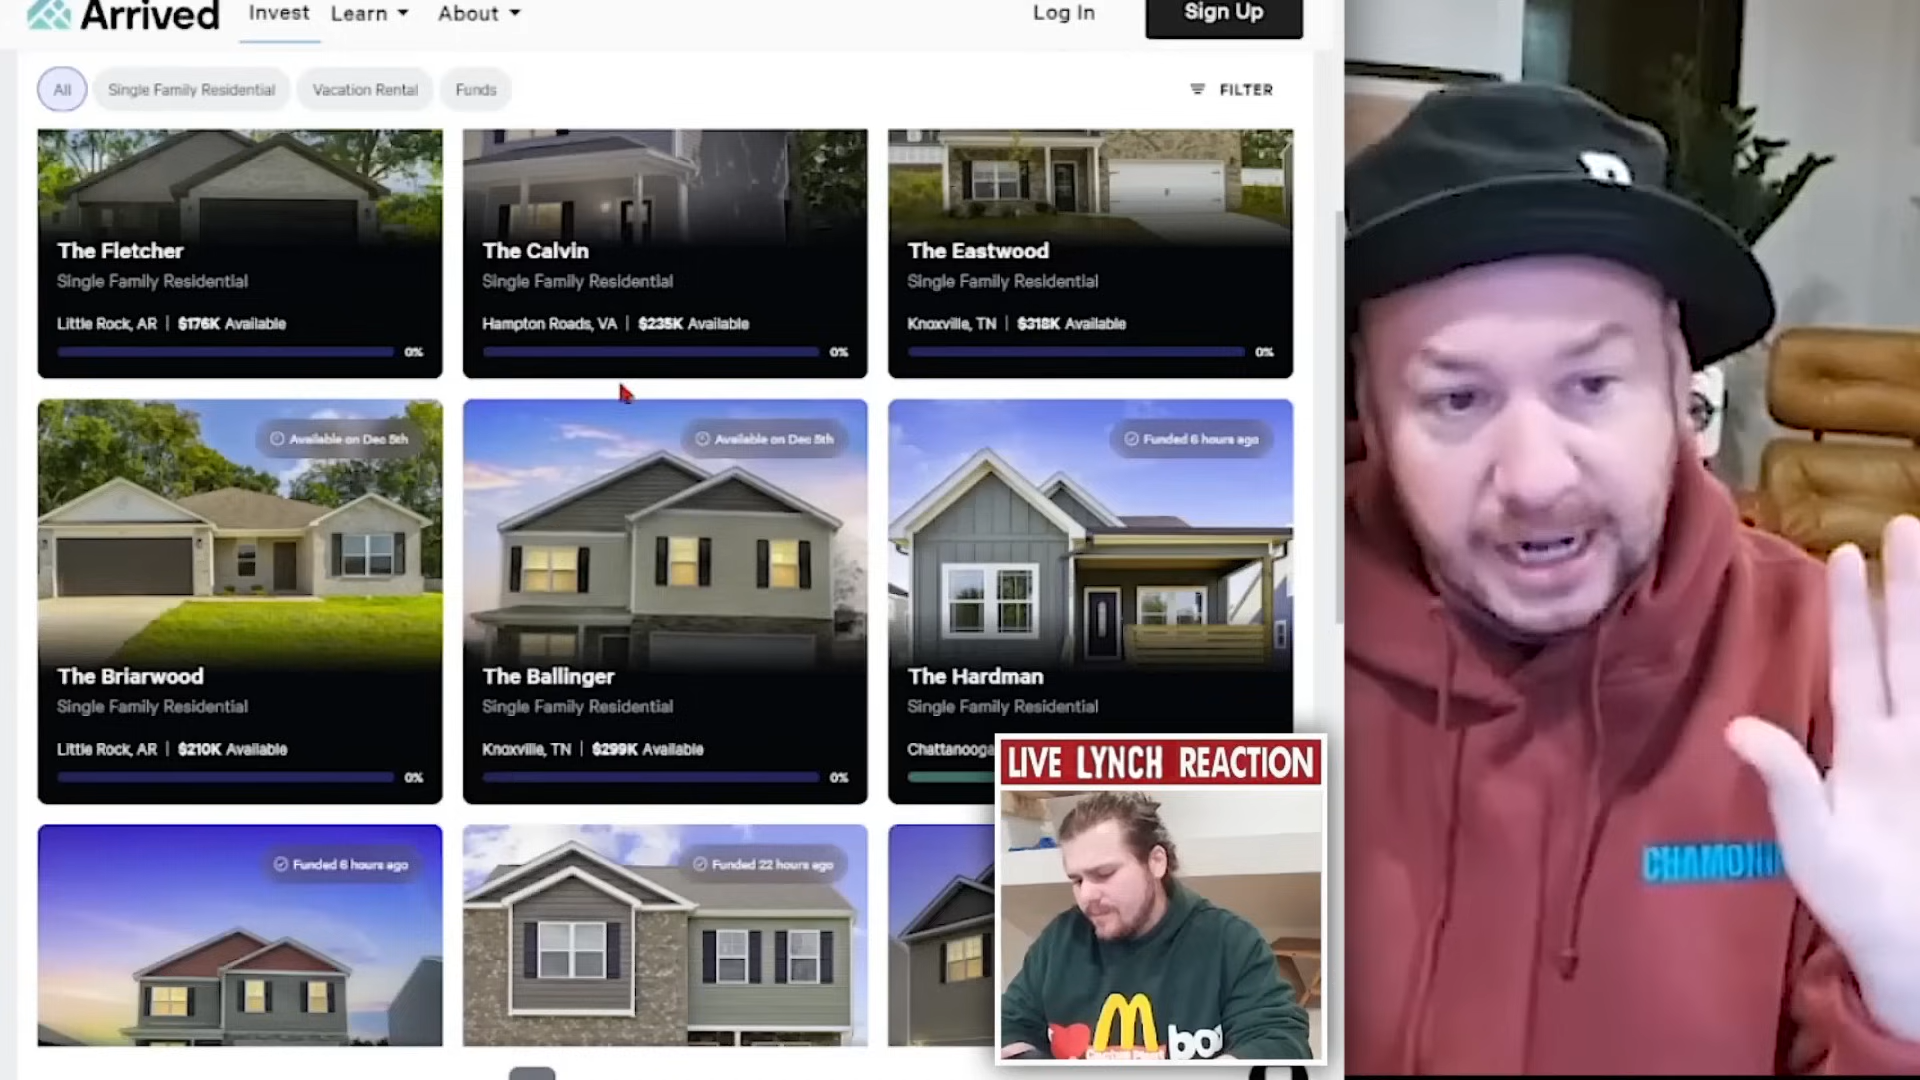 Arrived
Invest
Learn
About
Log In
Sign Up
All
Single Family Residential
Vacation Rental
Funds
FILTER
The Fletcher
Single Family Residential
Little Rock, AR | $176K Available
0%
The Calvin
Single Family Residential
Hampton Roads, VA | $235K Available
0%
The Eastwood
Single Family Residential
Knoxville, TN | $318K Available
0%
Available on Dec 5th
The Briarwood
Single Family Residential
Little Rock, AR | $210K Available
0%
Available on Dec 5th
The Ballinger
Single Family Residential
Knoxville, TN | $299K Available
0%
Funded 6 hours ago
The Hardman
Single Family Residential
Chattanooga
Funded 6 hours ago
Funded 22 hours ago
LIVE LYNCH REACTION
boy
CHAMONI